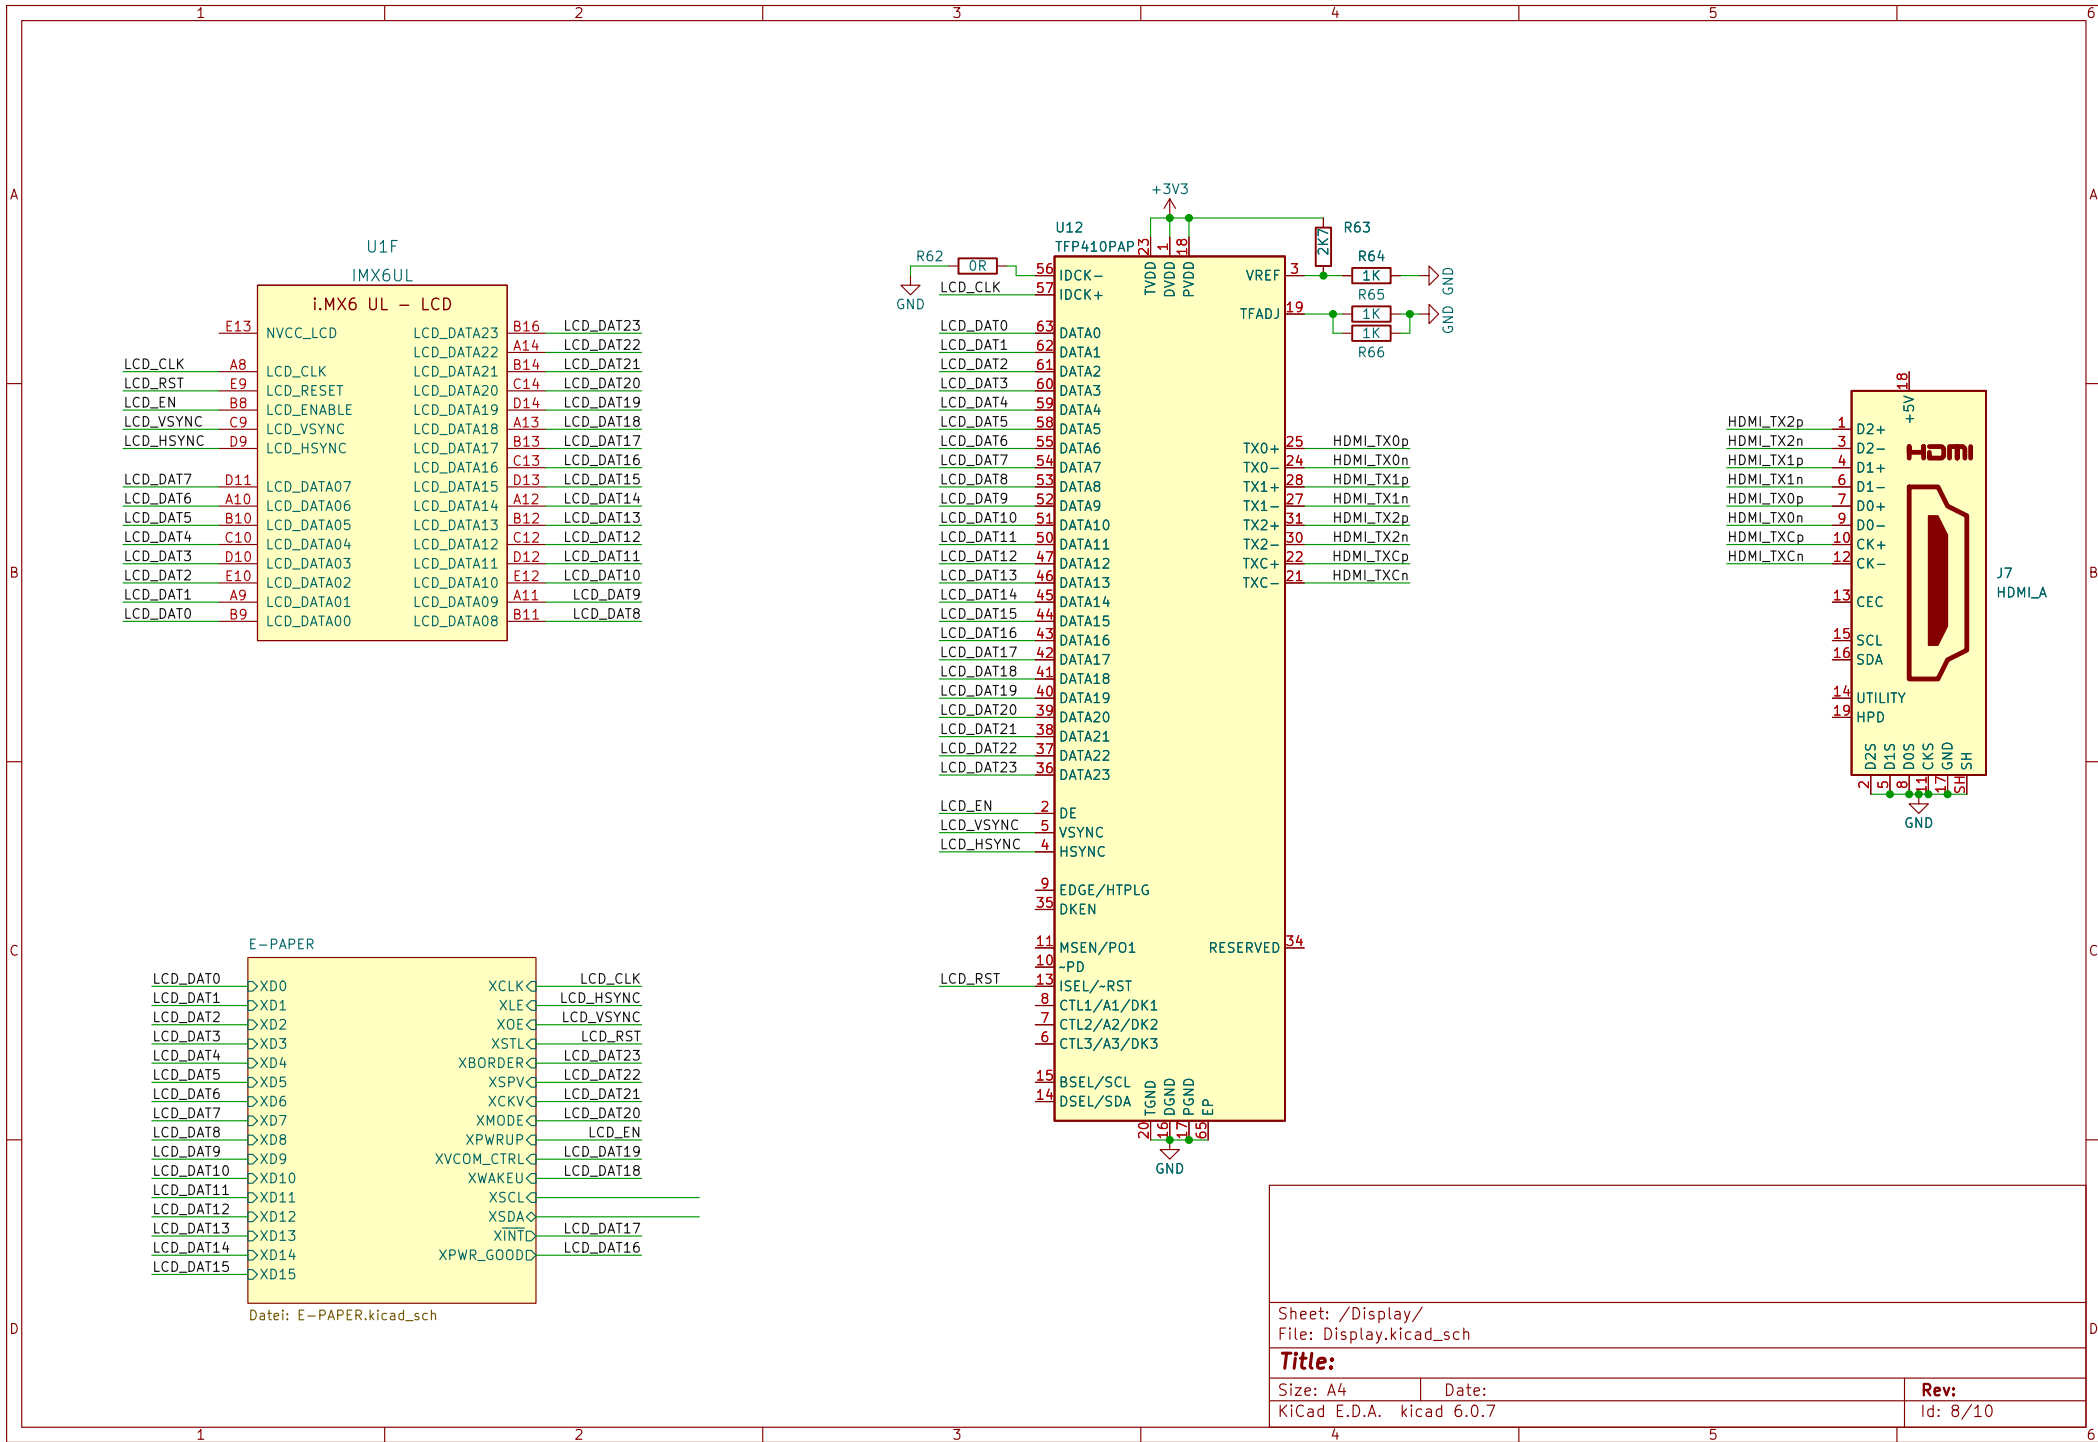 1 2 3 4 5 6
A A
B B
C C
D D
U1F
IMX6UL
i.MX6 UL - LCD
E13 NVCC_LCD
LCD_CLK A8 LCD_CLK
LCD_RST E9 LCD_RESET
LCD_EN B8 LCD_ENABLE
LCD_VSYNC C9 LCD_VSYNC
LCD_HSYNC D9 LCD_HSYNC
LCD_DAT7 D11 LCD_DATA07
LCD_DAT6 A10 LCD_DATA06
LCD_DAT5 B10 LCD_DATA05
LCD_DAT4 C10 LCD_DATA04
LCD_DAT3 D10 LCD_DATA03
LCD_DAT2 E10 LCD_DATA02
LCD_DAT1 A9 LCD_DATA01
LCD_DAT0 B9 LCD_DATA00
LCD_DATA23 B16 LCD_DAT23
LCD_DATA22 A14 LCD_DAT22
LCD_DATA21 B14 LCD_DAT21
LCD_DATA20 C14 LCD_DAT20
LCD_DATA19 D14 LCD_DAT19
LCD_DATA18 A13 LCD_DAT18
LCD_DATA17 B13 LCD_DAT17
LCD_DATA16 C13 LCD_DAT16
LCD_DATA15 D13 LCD_DAT15
LCD_DATA14 A12 LCD_DAT14
LCD_DATA13 B12 LCD_DAT13
LCD_DATA12 C12 LCD_DAT12
LCD_DATA11 D12 LCD_DAT11
LCD_DATA10 E12 LCD_DAT10
LCD_DATA09 A11 LCD_DAT9
LCD_DATA08 B11 LCD_DAT8
E-PAPER
LCD_DAT0 XD0
LCD_DAT1 XD1
LCD_DAT2 XD2
LCD_DAT3 XD3
LCD_DAT4 XD4
LCD_DAT5 XD5
LCD_DAT6 XD6
LCD_DAT7 XD7
LCD_DAT8 XD8
LCD_DAT9 XD9
LCD_DAT10 XD10
LCD_DAT11 XD11
LCD_DAT12 XD12
LCD_DAT13 XD13
LCD_DAT14 XD14
LCD_DAT15 XD15
XCLK LCD_CLK
XLE LCD_HSYNC
XOE LCD_VSYNC
XSTL LCD_RST
XBORDER LCD_DAT23
XSPV LCD_DAT22
XCKV LCD_DAT21
XMODE LCD_DAT20
XPWRUP LCD_EN
XVCOM_CTRL LCD_DAT19
XWAKEU LCD_DAT18
XSCL
XSDA
XINT LCD_DAT17
XPWR_GOOD LCD_DAT16
Datei: E-PAPER.kicad_sch
+3V3
U12
TFP410PAP
23 1 18
TVDD DVDD PVDD
R62
0R
GND
56 IDCK-
LCD_CLK 57 IDCK+
LCD_DAT0 63 DATA0
LCD_DAT1 62 DATA1
LCD_DAT2 61 DATA2
LCD_DAT3 60 DATA3
LCD_DAT4 59 DATA4
LCD_DAT5 58 DATA5
LCD_DAT6 55 DATA6
LCD_DAT7 54 DATA7
LCD_DAT8 53 DATA8
LCD_DAT9 52 DATA9
LCD_DAT10 51 DATA10
LCD_DAT11 50 DATA11
LCD_DAT12 47 DATA12
LCD_DAT13 46 DATA13
LCD_DAT14 45 DATA14
LCD_DAT15 44 DATA15
LCD_DAT16 43 DATA16
LCD_DAT17 42 DATA17
LCD_DAT18 41 DATA18
LCD_DAT19 40 DATA19
LCD_DAT20 39 DATA20
LCD_DAT21 38 DATA21
LCD_DAT22 37 DATA22
LCD_DAT23 36 DATA23
LCD_EN 2 DE
LCD_VSYNC 5 VSYNC
LCD_HSYNC 4 HSYNC
9 EDGE/HTPLG
35 DKEN
11 MSEN/PO1
10 ~PD
LCD_RST 13 ISEL/~RST
8 CTL1/A1/DK1
7 CTL2/A2/DK2
6 CTL3/A3/DK3
15 BSEL/SCL
14 DSEL/SDA
VREF 3
TFADJ 19
R63
2K7
R64
1K
GND
R65
1K
1K
R66
GND
TX0+ 25 HDMI_TX0p
TX0- 24 HDMI_TX0n
TX1+ 28 HDMI_TX1p
TX1- 27 HDMI_TX1n
TX2+ 31 HDMI_TX2p
TX2- 30 HDMI_TX2n
TXC+ 22 HDMI_TXCp
TXC- 21 HDMI_TXCn
RESERVED 34
TGND DGND PGND EP
20 16 17 65
GND
18
+5V
HDMI
HDMI_TX2p 1 D2+
HDMI_TX2n 3 D2-
HDMI_TX1p 4 D1+
HDMI_TX1n 6 D1-
HDMI_TX0p 7 D0+
HDMI_TX0n 9 D0-
HDMI_TXCp 10 CK+
HDMI_TXCn 12 CK-
13 CEC
15 SCL
16 SDA
14 UTILITY
19 HPD
J7
HDMI_A
D2S D1S D0S CKS GND SH
2 5 8 11 17 SH
GND
Sheet: /Display/
File: Display.kicad_sch
Title:
Size: A4 Date: Rev:
KiCad E.D.A. kicad 6.0.7 Id: 8/10
1 2 3 4 5 6